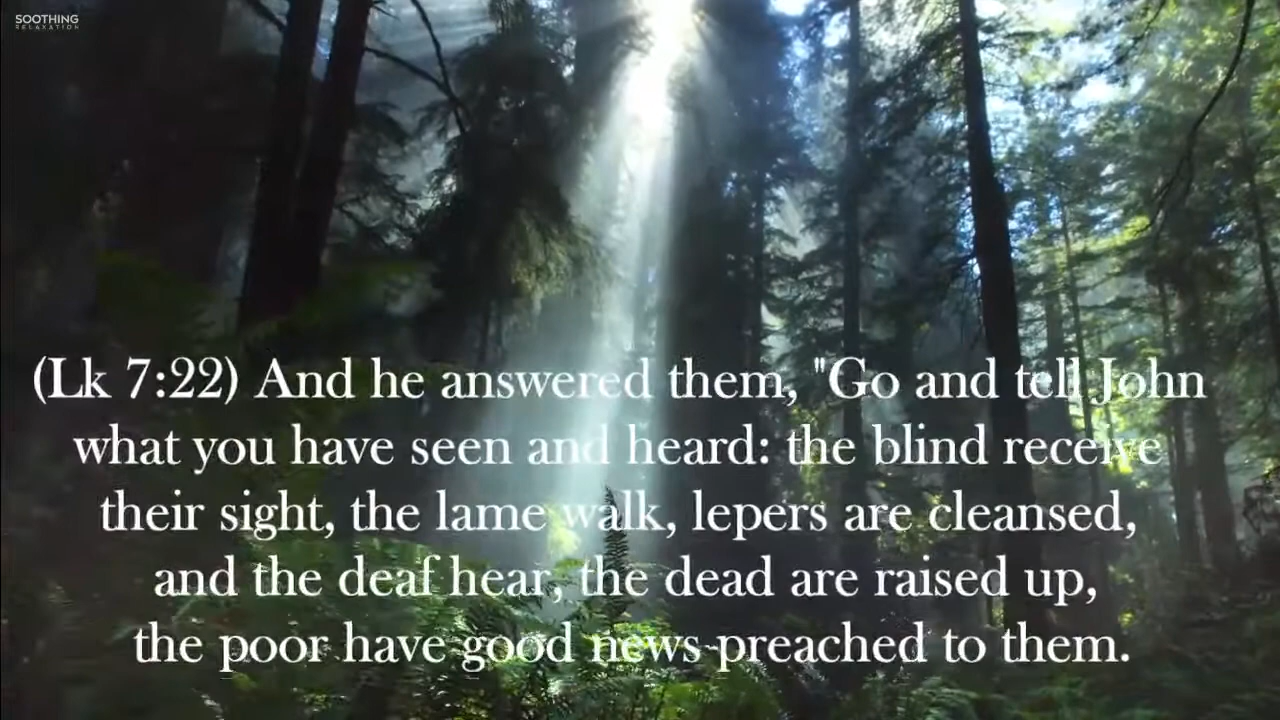 SOOTHING
RELAXATION
(Lk 7:22) And he answered them, "Go and tell John
what you have seen and heard: the blind receive
their sight, the lame walk, lepers are cleansed,
and the deaf hear, the dead are raised up,
the poor have good news preached to them.